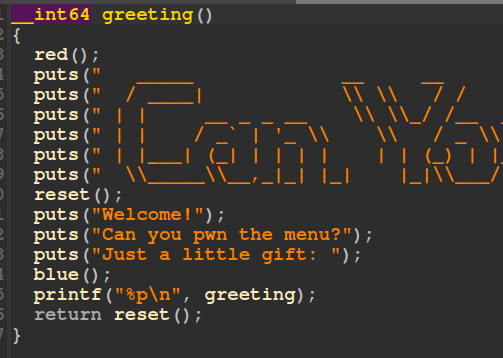 __int64 greeting()
{
  red();
  puts("   _____              __    __
  puts("  / ____|             \\ \\   / /
  puts(" | |      __ _ _ __    \\ \\_/ /__  _
  puts(" | |     / _` | '_ \\     \\   / _ \\
  puts(" | |___| (_| | | | |     | | (_) | |
  puts("  \\_____\\__,_|_| |_|     |_|\\___/
  reset();
  puts("Welcome!");
  puts("Can you pwn the menu?");
  puts("Just a little gift: ");
  blue();
  printf("%p\n", greeting);
  return reset();
}